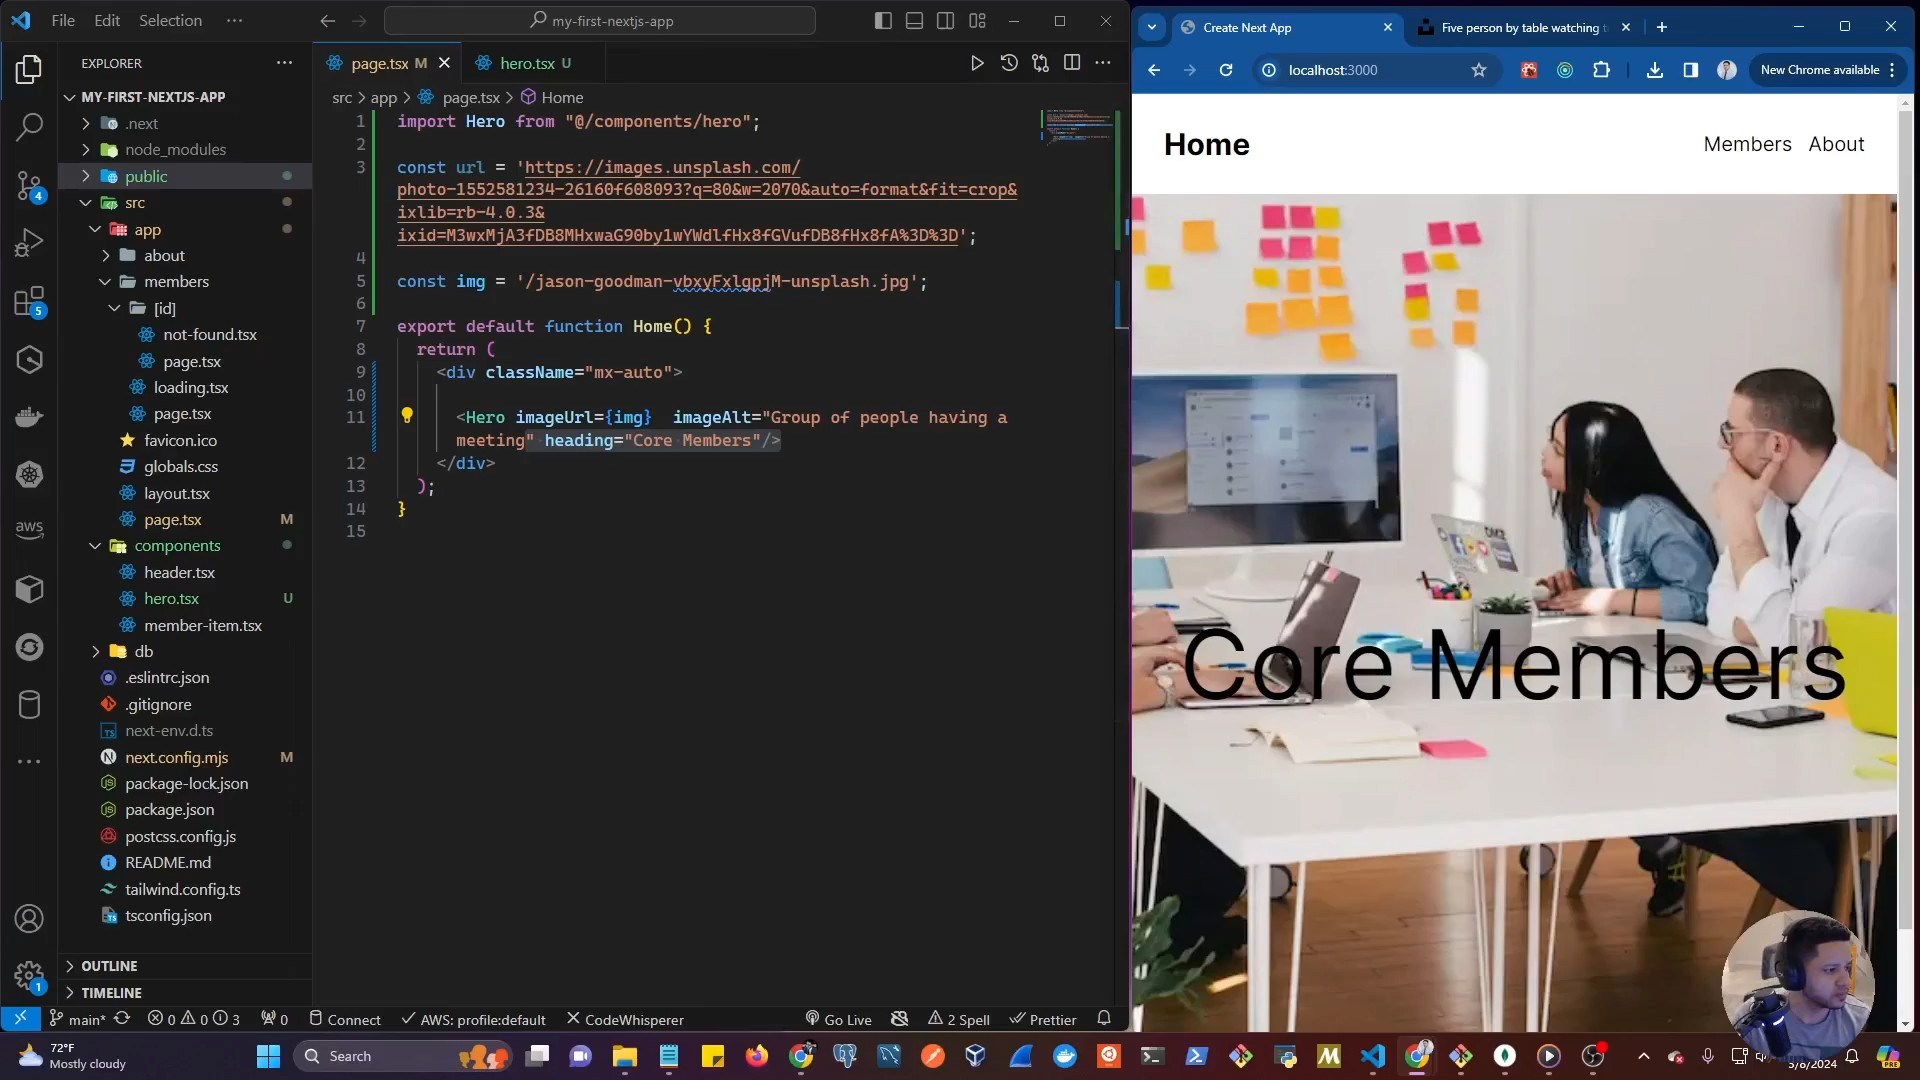 File Edit Selection ···
my-first-nextjs-app
EXPLORER
MY-FIRST-NEXTJS-APP
.next
node_modules
public
src
app
about
members
[id]
not-found.tsx
page.tsx
loading.tsx
page.tsx
favicon.ico
globals.css
layout.tsx
page.tsx M
components
header.tsx
hero.tsx U
member-item.tsx
db
.eslintrc.json
.gitignore
next-env.d.ts
next.config.mjs M
package-lock.json
package.json
postcss.config.js
README.md
tailwind.config.ts
tsconfig.json
OUTLINE
TIMELINE
4
5
aws
1
page.tsx M
hero.tsx U
src > app > page.tsx > Home
1 import Hero from "@/components/hero";
2
3 const url = 'https://images.unsplash.com/
photo-1552581234-26160f608093?q=80&w=2070&auto=format&fit=crop&
ixlib=rb-4.0.3&
ixid=M3wxMjA3fDB8MHxwaG90by1wYWdlfHx8fGVufDB8fHx8fA%3D%3D';
4
5 const img = '/jason-goodman-vbxyFxlgpjM-unsplash.jpg';
6
7 export default function Home() {
8 return (
9 <div className="mx-auto">
10
11 <Hero imageUrl={img} imageAlt="Group of people having a
meeting" heading="Core Members"/>
12 </div>
13 );
14 }
15
main* 0 0 3 0 Connect AWS: profile:default CodeWhisperer Go Live 2 Spell Prettier
Create Next App
Five person by table watching
localhost:3000
New Chrome available
Home
Members About
Core Members
72°F
Mostly cloudy
Search
5/8/2024
PRE